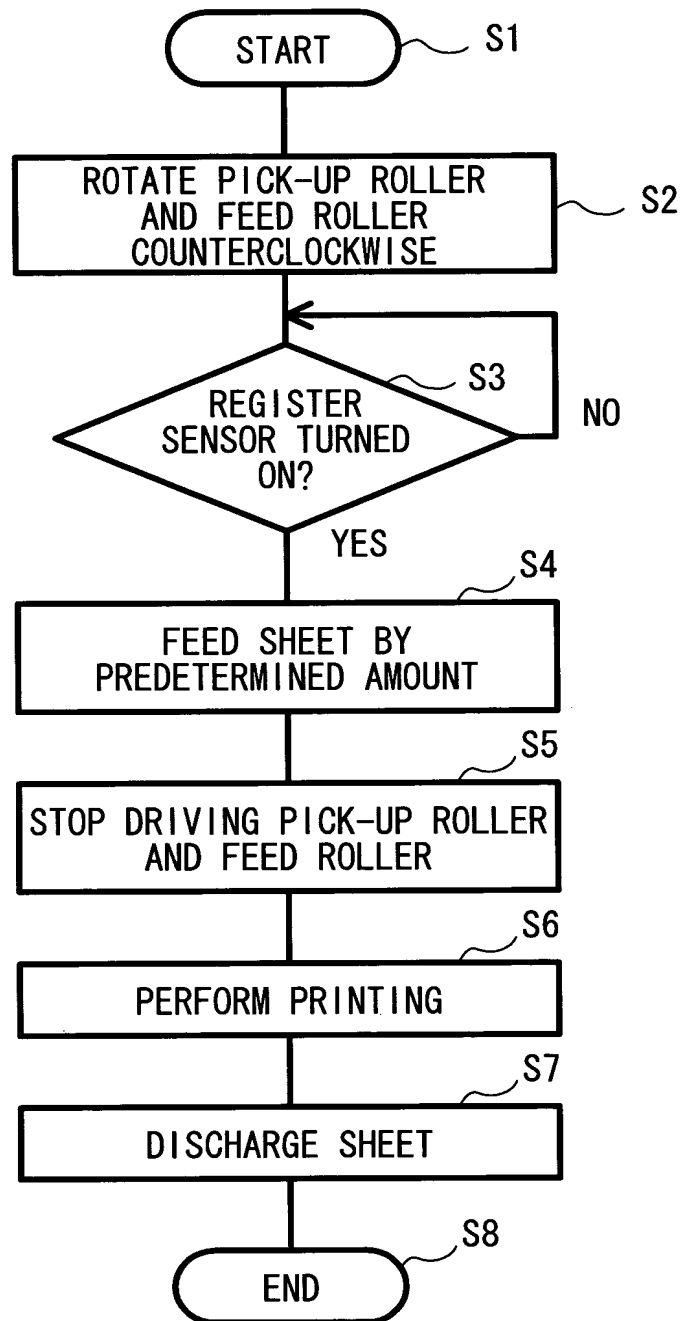 START
S1
ROTATE PICK-UP ROLLER
AND FEED ROLLER
COUNTERCLOCKWISE
S2
S3
REGISTER
SENSOR TURNED
ON?
NO
YES
S4
FEED SHEET BY
PREDETERMINED AMOUNT
S5
STOP DRIVING PICK-UP ROLLER
AND FEED ROLLER
S6
PERFORM PRINTING
S7
DISCHARGE SHEET
S8
END